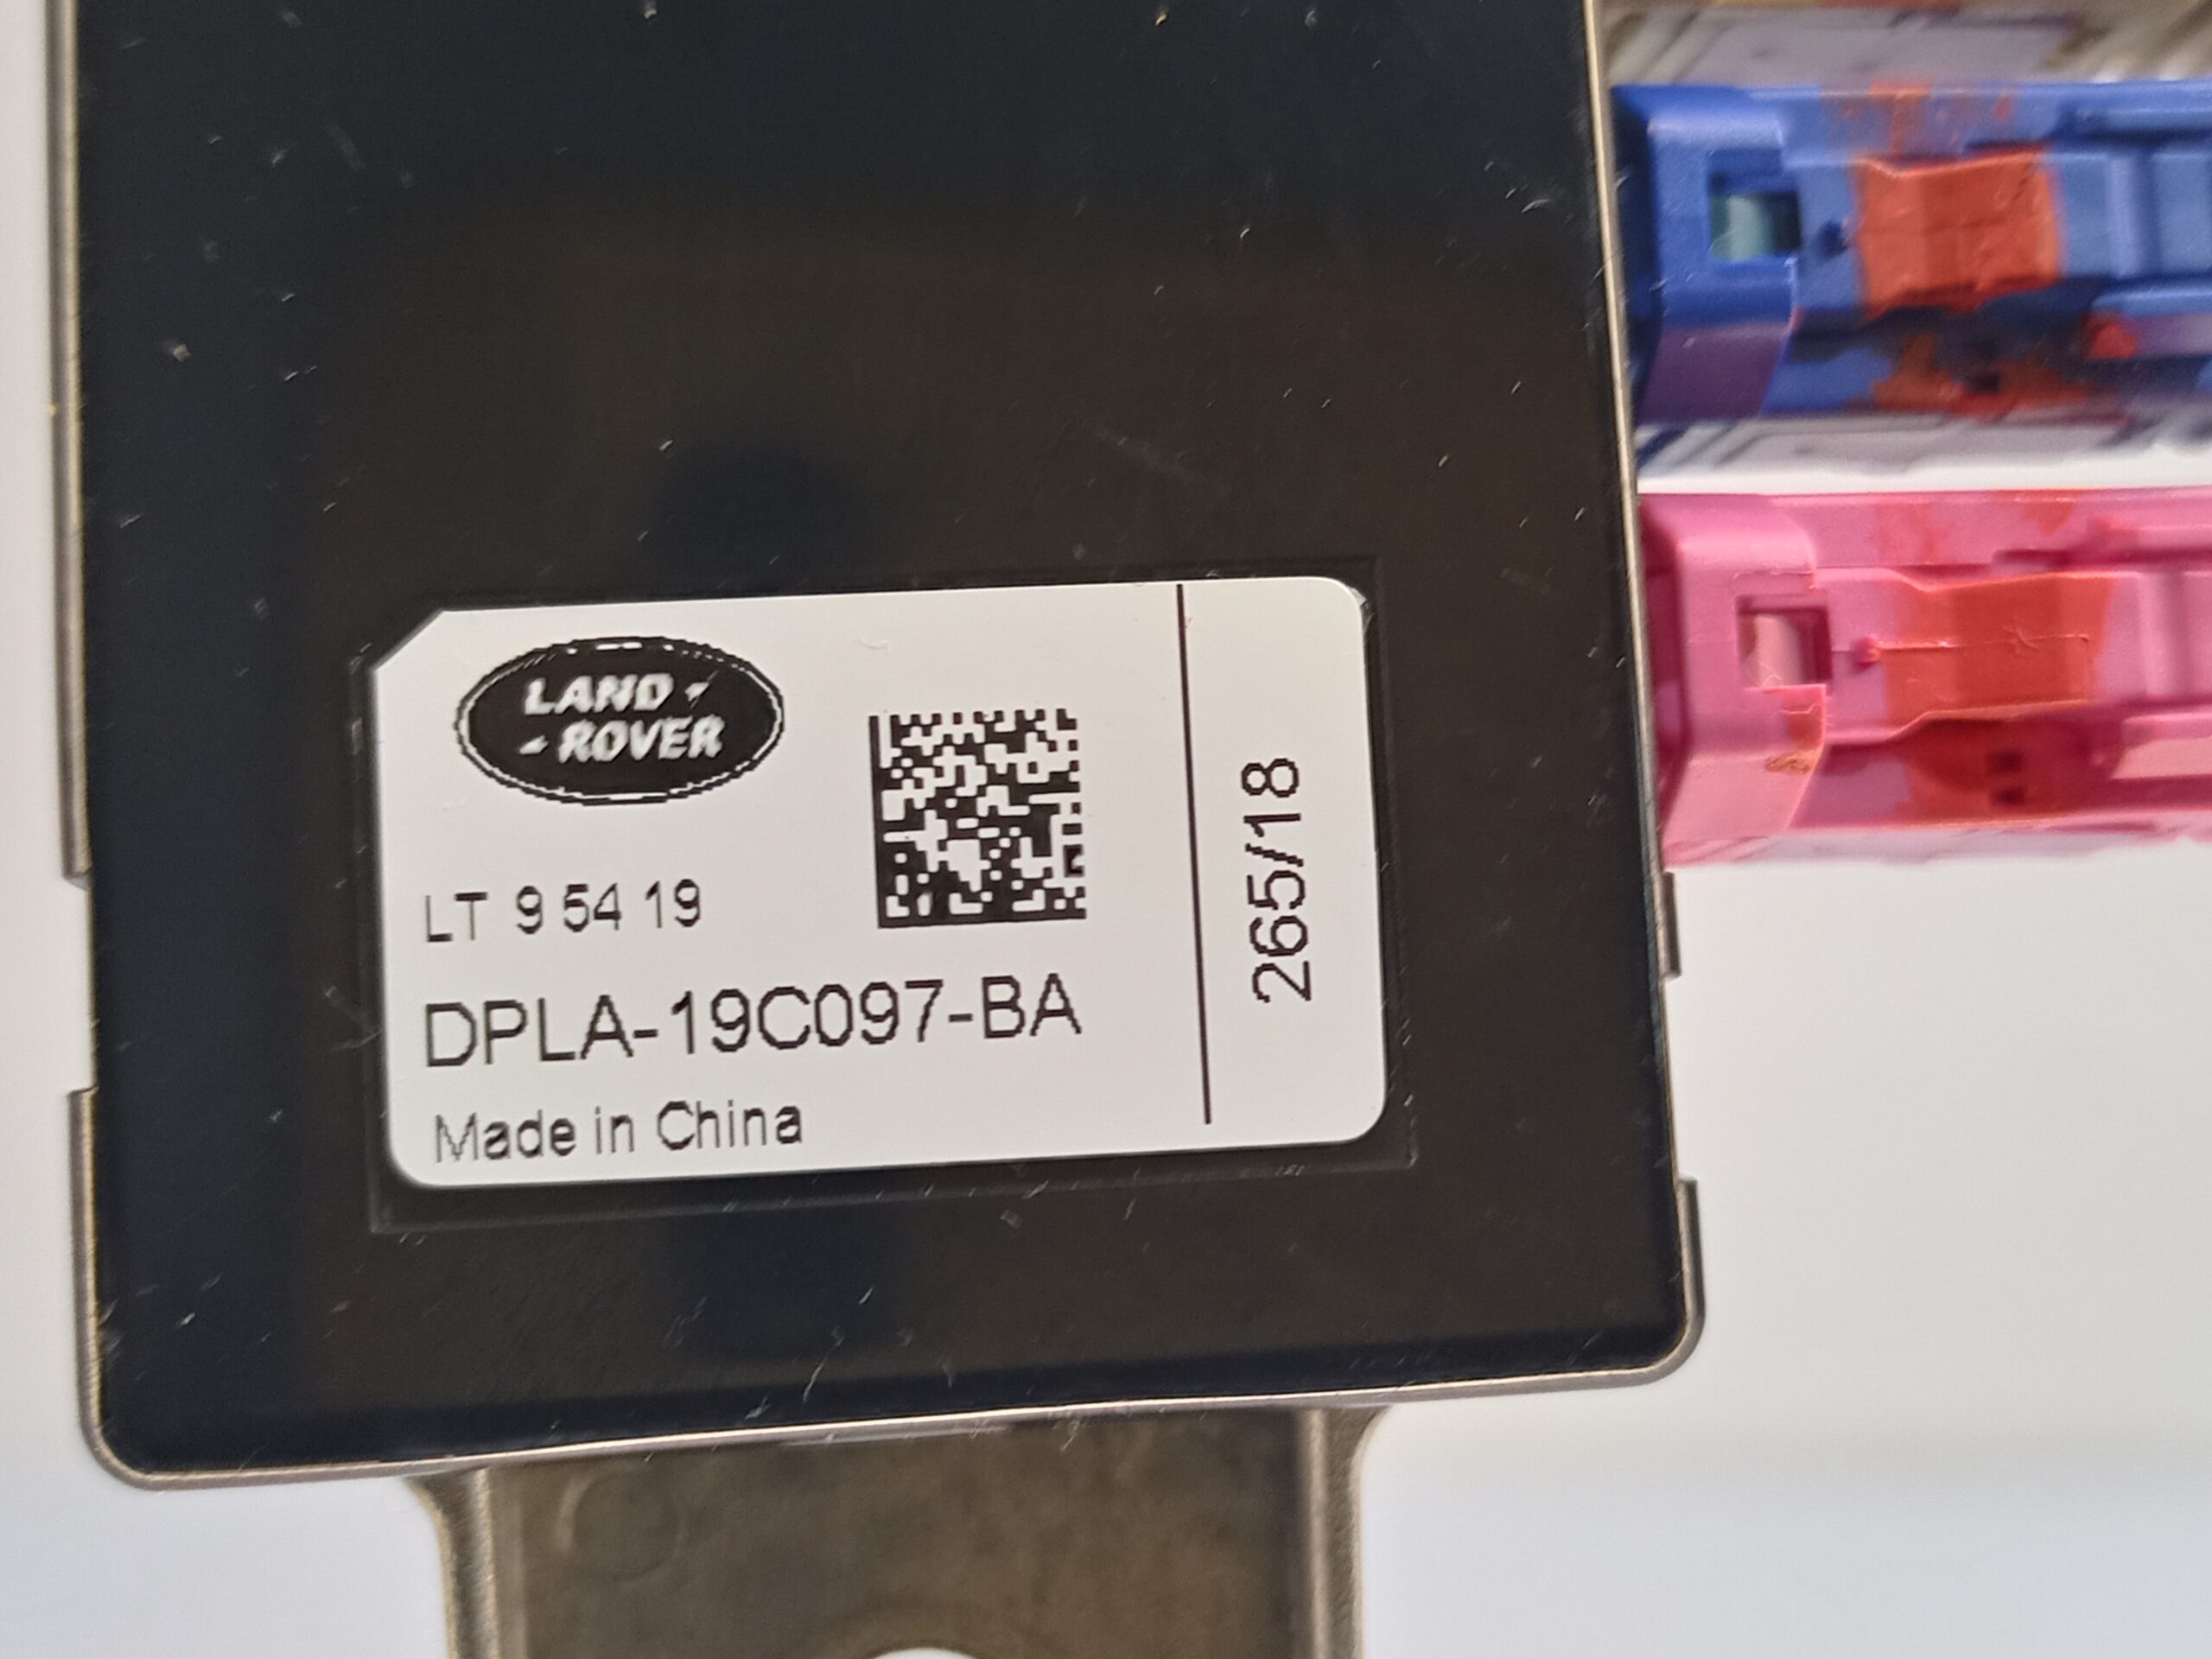 LAND
ROVER
LT 9 54 19
DPLA-19C097-BA
Made in China
265/18